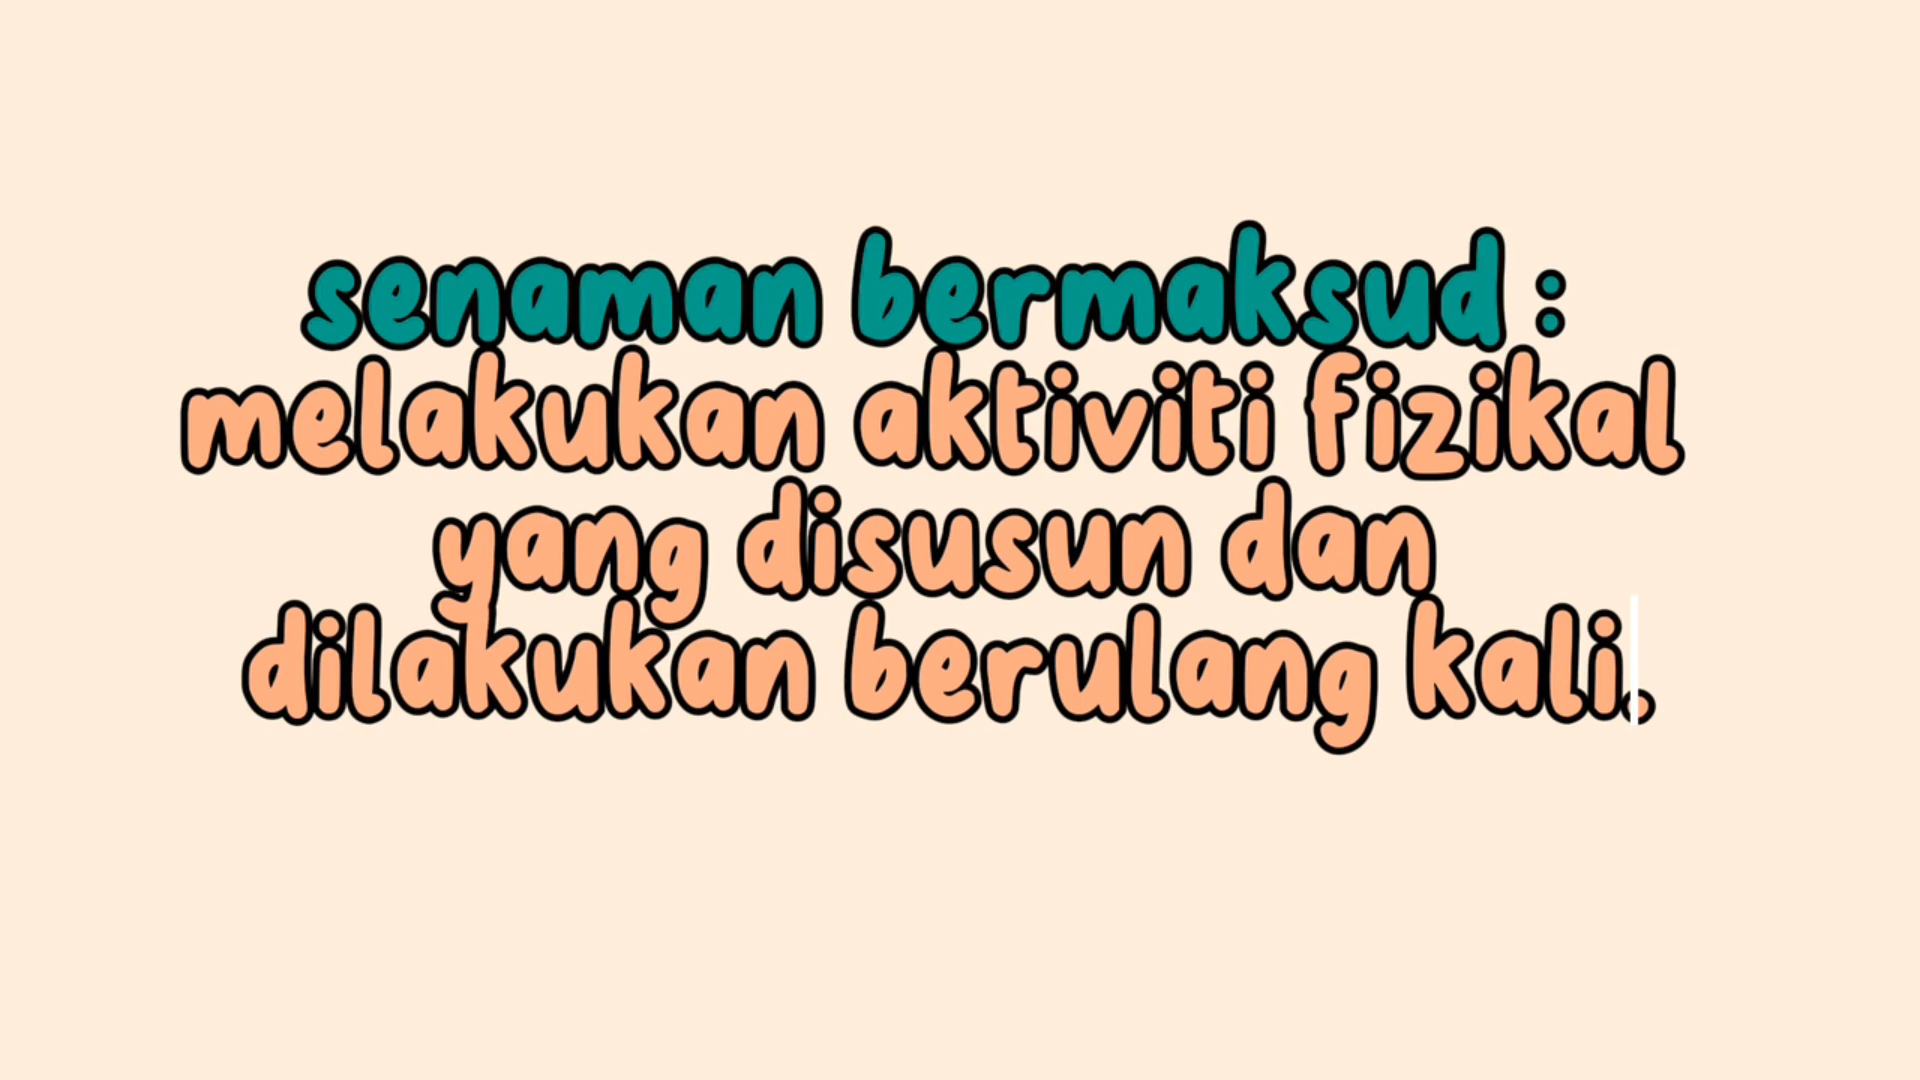 senaman bermaksud :
melakukan aktiviti fizikal
yang disusun dan
dilakukan berulang kali.